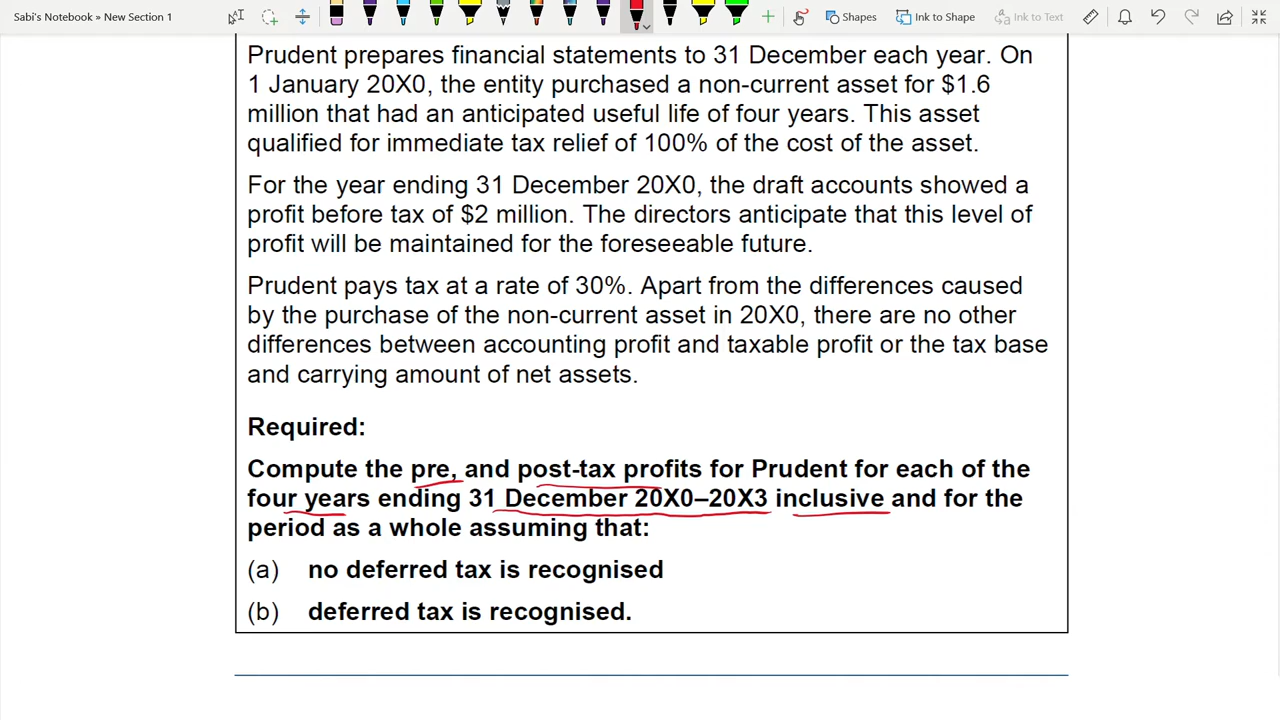 Sabi's Notebook » New Section 1
Shapes
Ink to Shape
Ink to Text
Prudent prepares financial statements to 31 December each year. On
1 January 20X0, the entity purchased a non-current asset for $1.6
million that had an anticipated useful life of four years. This asset
qualified for immediate tax relief of 100% of the cost of the asset.
For the year ending 31 December 20X0, the draft accounts showed a
profit before tax of $2 million. The directors anticipate that this level of
profit will be maintained for the foreseeable future.
Prudent pays tax at a rate of 30%. Apart from the differences caused
by the purchase of the non-current asset in 20X0, there are no other
differences between accounting profit and taxable profit or the tax base
and carrying amount of net assets.
Required:
Compute the pre, and post-tax profits for Prudent for each of the
four years ending 31 December 20X0–20X3 inclusive and for the
period as a whole assuming that:
(a) no deferred tax is recognised
(b) deferred tax is recognised.